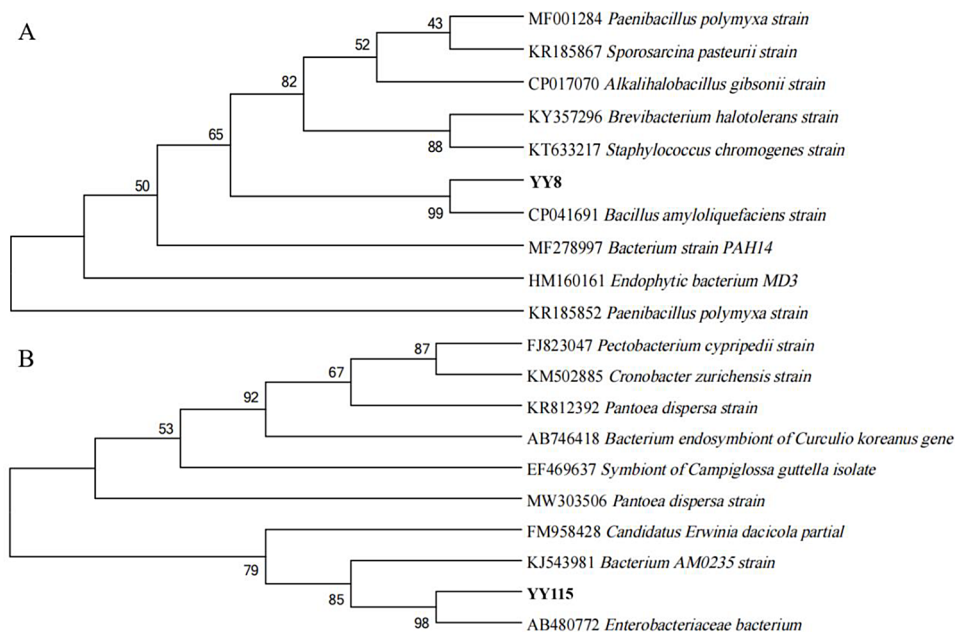 A
43
MF001284 Paenibacillus polymyxa strain
52
KR185867 Sporosarcina pasteurii strain
82
CP017070 Alkalihalobacillus gibsonii strain
KY357296 Brevibacterium halotolerans strain
65
88
KT633217 Staphylococcus chromogenes strain
50
YY8
99
CP041691 Bacillus amyloliquefaciens strain
MF278997 Bacterium strain PAH14
HM160161 Endophytic bacterium MD3
KR185852 Paenibacillus polymyxa strain
B
87
FJ823047 Pectobacterium cypripedii strain
67
KM502885 Cronobacter zurichensis strain
92
KR812392 Pantoea dispersa strain
53
AB746418 Bacterium endosymbiont of Curculio koreanus gene
EF469637 Symbiont of Campiglossa guttella isolate
MW303506 Pantoea dispersa strain
FM958428 Candidatus Erwinia dacicola partial
79
KJ543981 Bacterium AM0235 strain
85
YY115
98
AB480772 Enterobacteriaceae bacterium